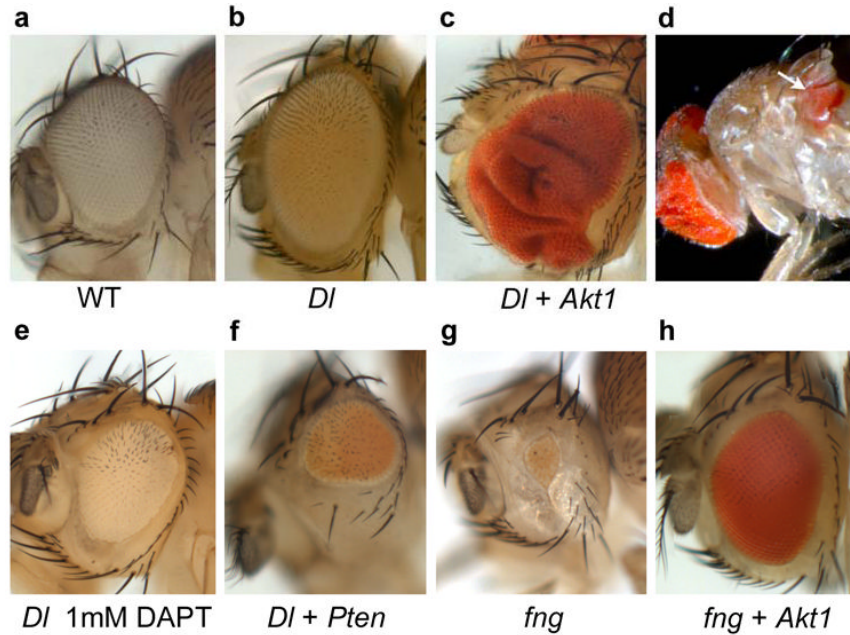 a b c d
WT Dl Dl + Akt1
e f g h
Dl 1mM DAPT Dl + Pten fng fng + Akt1